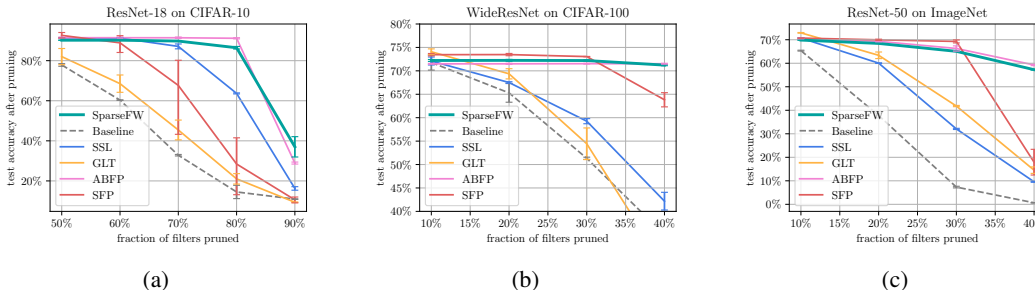 ResNet-18 on CIFAR-10
test accuracy after pruning
80%
60%
40%
20%
SparseFW
Baseline
SSL
GLT
ABFP
SFP
50% 60% 70% 80% 90%
fraction of filters pruned
(a)
WideResNet on CIFAR-100
test accuracy after pruning
80%
75%
70%
65%
60%
55%
50%
45%
40%
SparseFW
Baseline
SSL
GLT
ABFP
SFP
10% 15% 20% 25% 30% 35% 40%
fraction of filters pruned
(b)
ResNet-50 on ImageNet
test accuracy after pruning
70%
60%
50%
40%
30%
20%
10%
0%
SparseFW
Baseline
SSL
GLT
ABFP
SFP
10% 15% 20% 25% 30% 35% 40
fraction of filters pruned
(c)